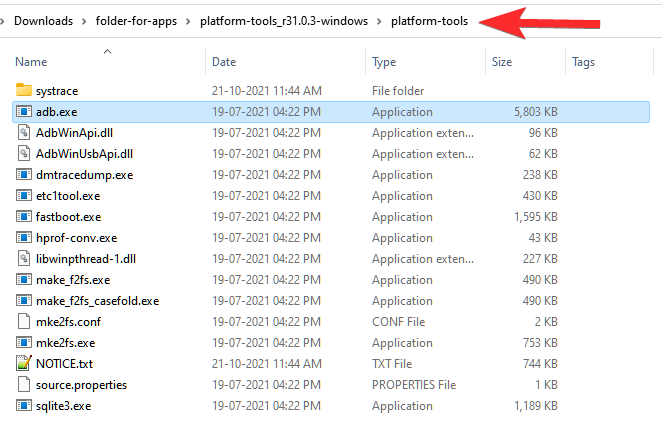 Downloads > folder-for-apps > platform-tools_r31.0.3-windows > platform-tools
Name Date Type Size Tags
systrace 21-10-2021 11:44 AM File folder
adb.exe 19-07-2021 04:22 PM Application 5,803 KB
AdbWinApi.dll 19-07-2021 04:22 PM Application exten... 96 KB
AdbWinUsbApi.dll 19-07-2021 04:22 PM Application exten... 62 KB
dmtracedump.exe 19-07-2021 04:22 PM Application 238 KB
etc1tool.exe 19-07-2021 04:22 PM Application 430 KB
fastboot.exe 19-07-2021 04:22 PM Application 1,595 KB
hprof-conv.exe 19-07-2021 04:22 PM Application 43 KB
libwinpthread-1.dll 19-07-2021 04:22 PM Application exten... 227 KB
make_f2fs.exe 19-07-2021 04:22 PM Application 490 KB
make_f2fs_casefold.exe 19-07-2021 04:22 PM Application 490 KB
mke2fs.conf 19-07-2021 04:22 PM CONF File 2 KB
mke2fs.exe 19-07-2021 04:22 PM Application 753 KB
NOTICE.txt 21-10-2021 11:44 AM TXT File 744 KB
source.properties 19-07-2021 04:22 PM PROPERTIES File 1 KB
sqlite3.exe 19-07-2021 04:22 PM Application 1,189 KB